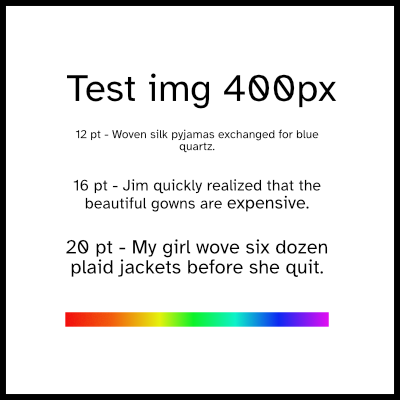 Test img 400px
12 pt - Woven silk pyjamas exchanged for blue
quartz.
16 pt - Jim quickly realized that the
beautiful gowns are expensive.
20 pt - My girl wove six dozen
plaid jackets before she quit.